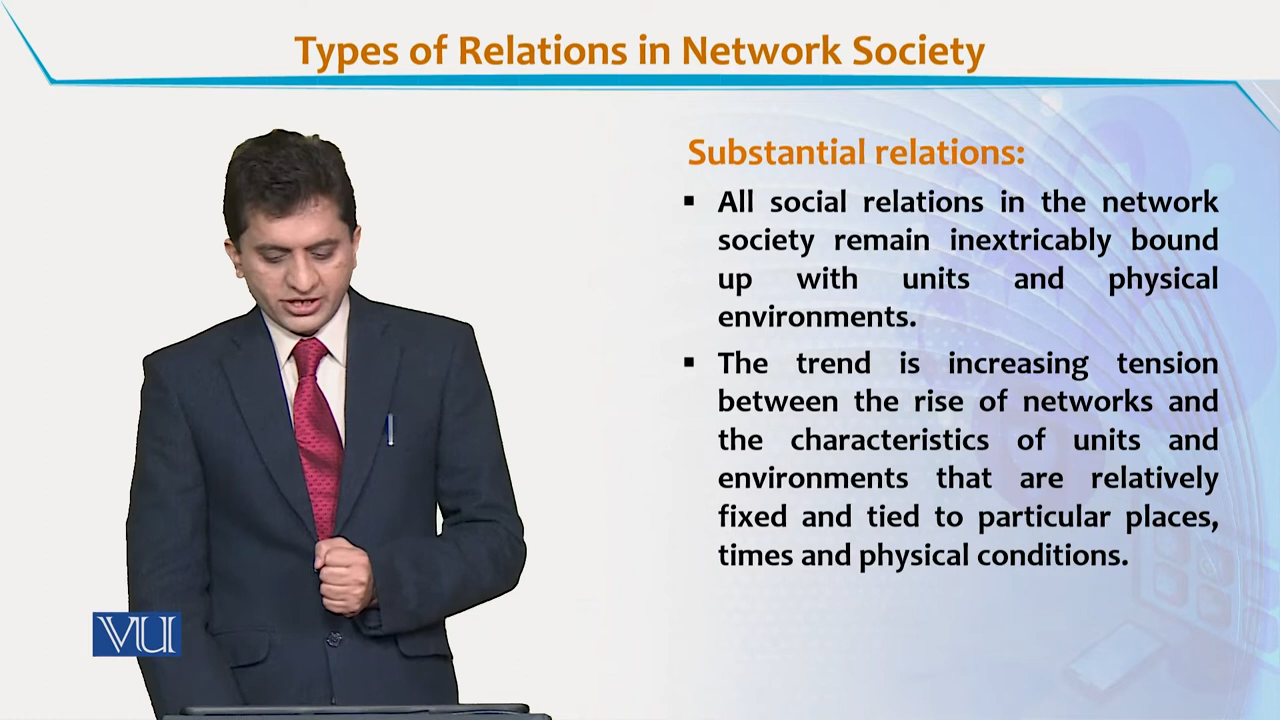 Types of Relations in Network Society
Substantial relations:
▪ All social relations in the network
society remain inextricably bound
up with units and physical
environments.
▪ The trend is increasing tension
between the rise of networks and
the characteristics of units and
environments that are relatively
fixed and tied to particular places,
times and physical conditions.
VU